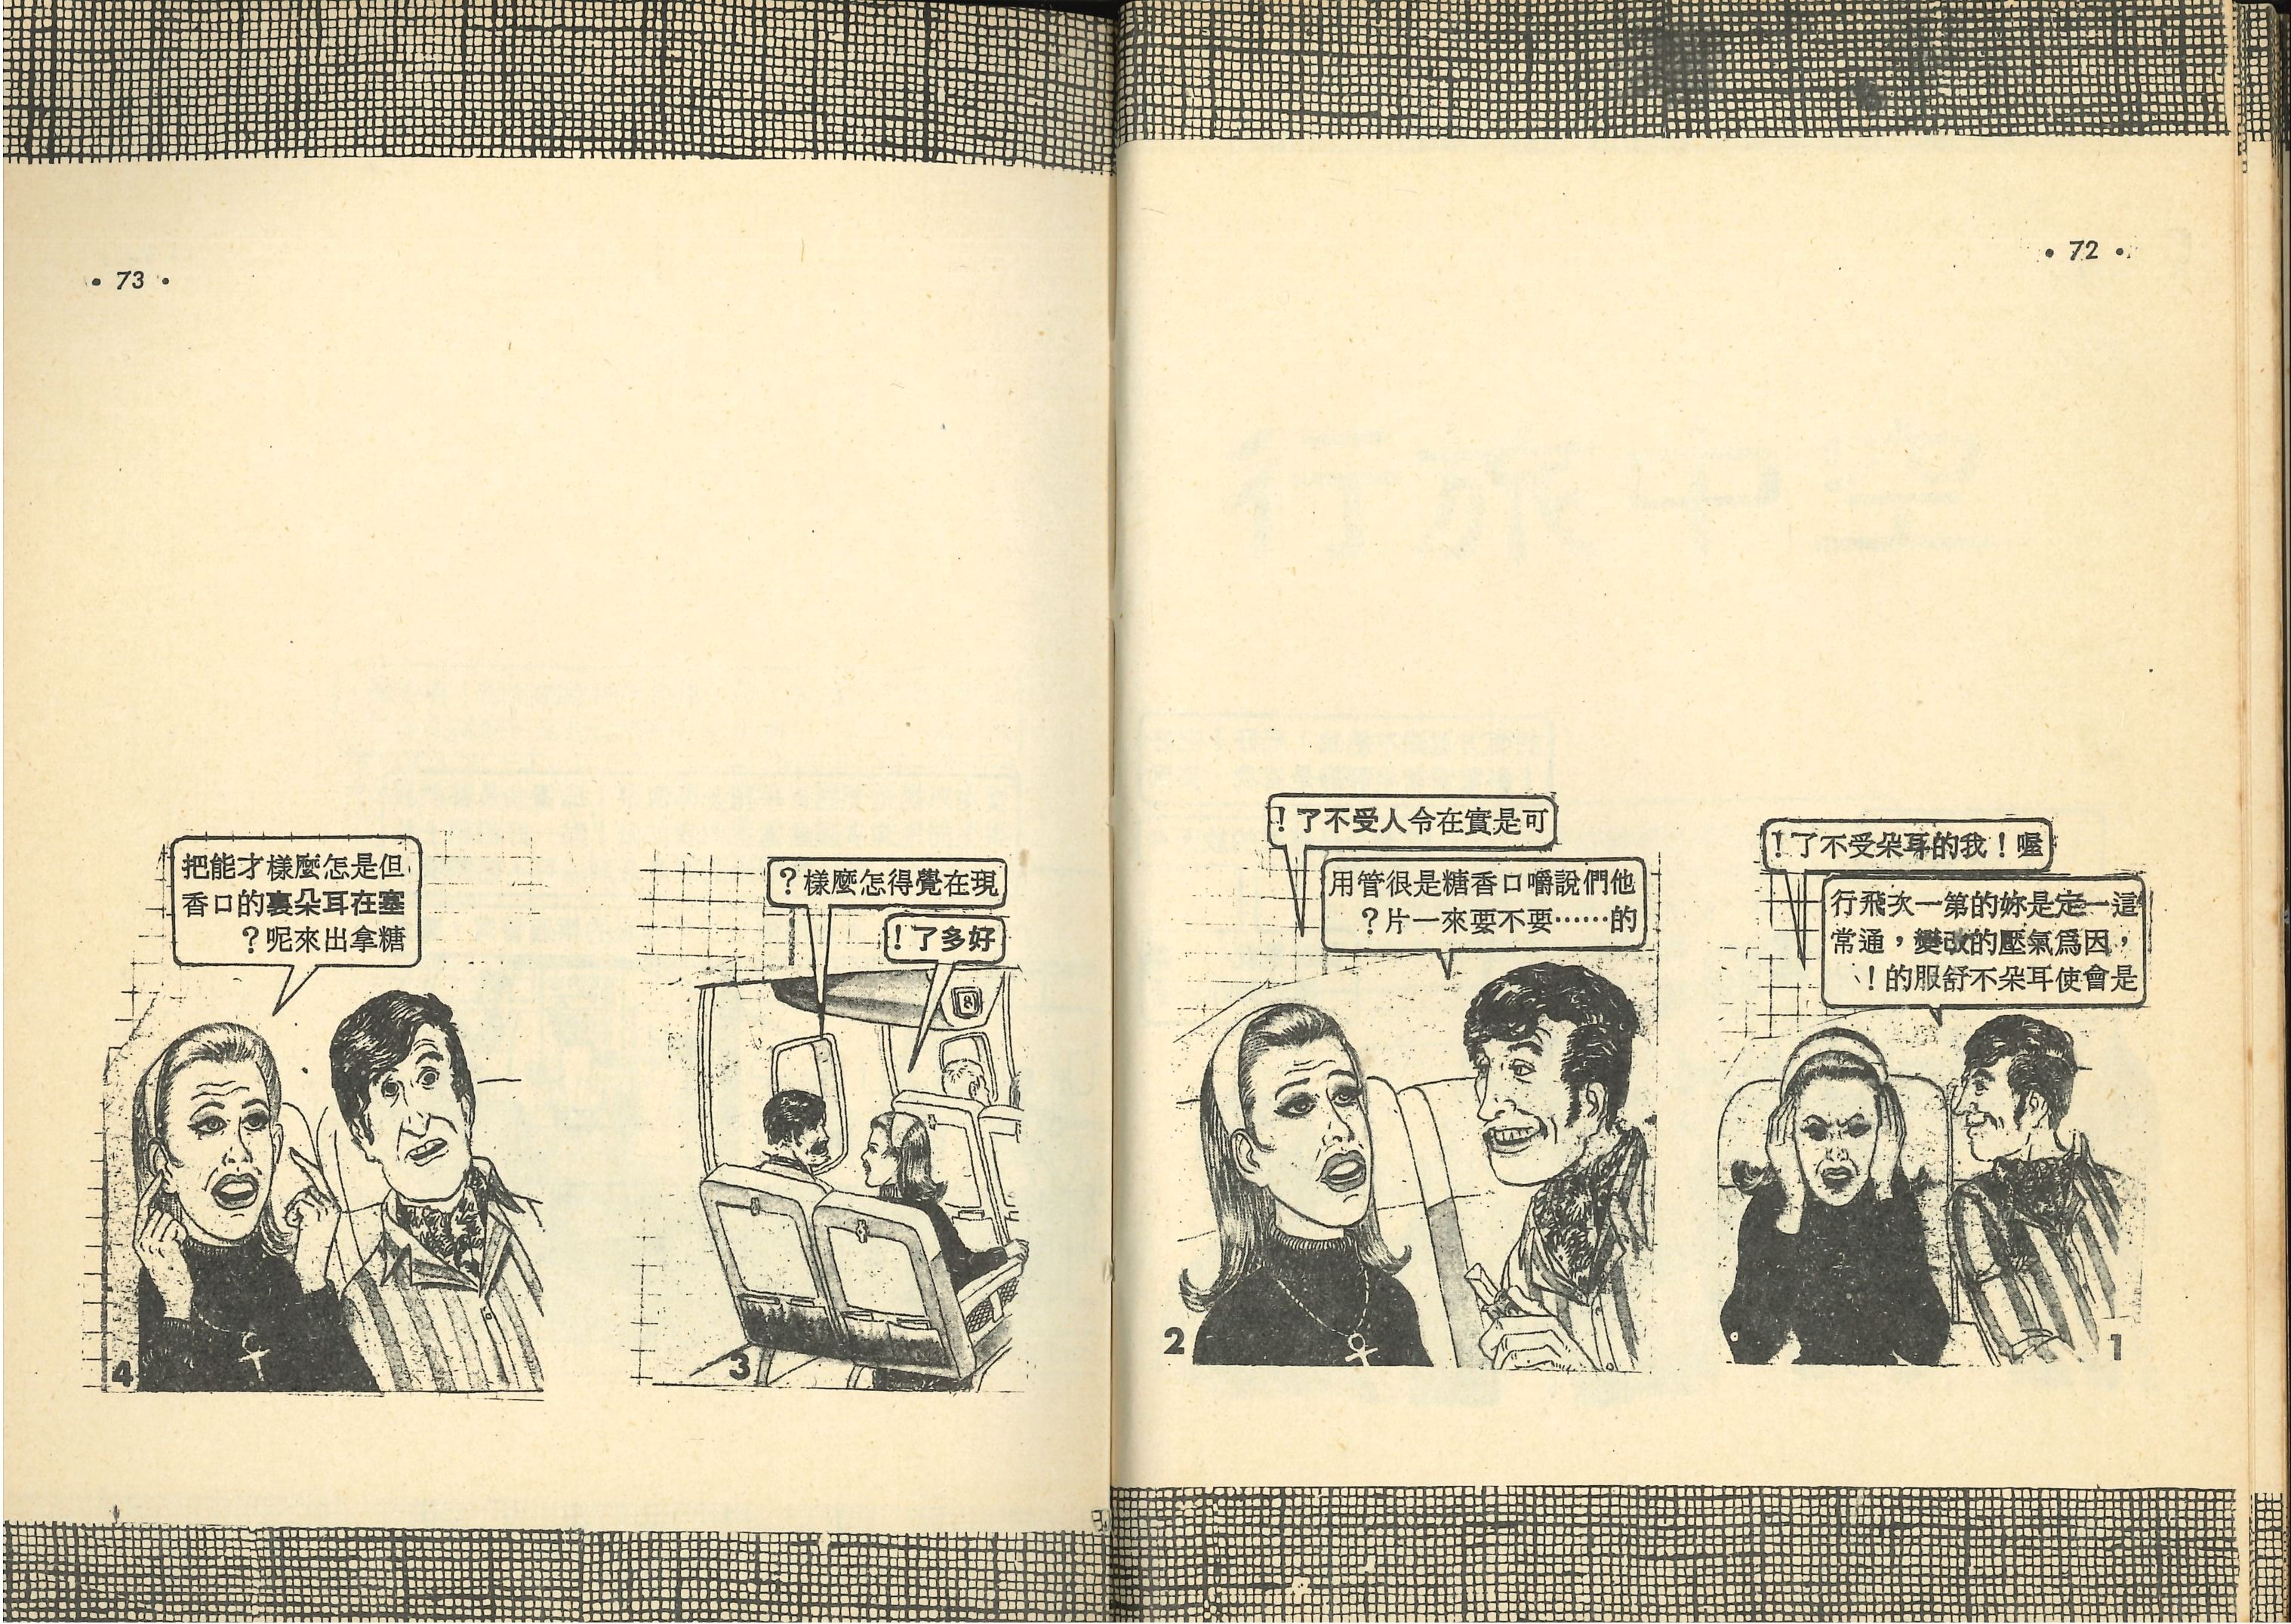 • 72 •
喔！我的耳朵受不了！
這一定是妳的第一次飛行
，因爲氣壓的改變，通常
是會使耳朵不舒服的！
1
可是實在令人受不了！
他們說嚼口香糖是很管用
的……要不要來一片？
2
• 73 •
現在覺得怎麼樣？
好多了！
8
3
但是怎麼樣才能把
塞在耳朵裏的口香
糖拿出來呢？
4